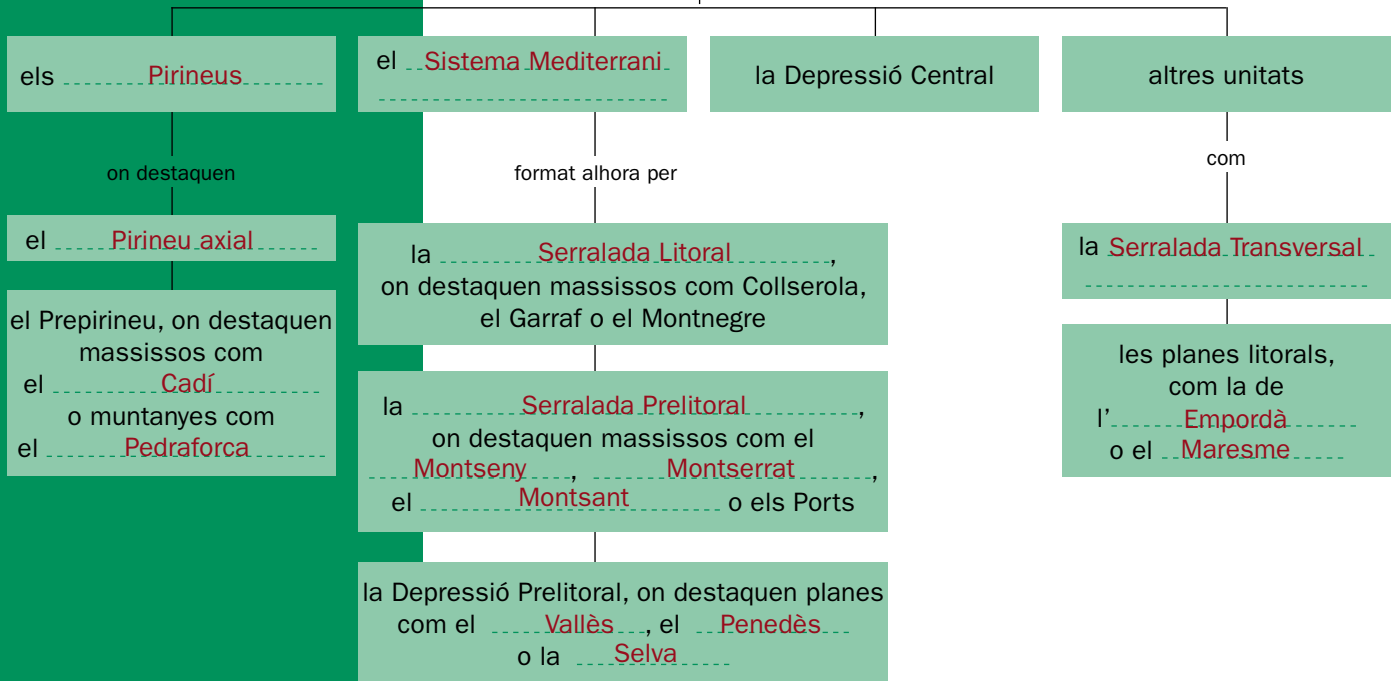 els Pirineus
on destaquen
el Pirineu axial
el Prepirineu, on destaquen
massissos com
el Cadí
o muntanyes com
el Pedraforca
el Sistema Mediterrani
format alhora per
la Serralada Litoral,
on destaquen massissos com Collserola,
el Garraf o el Montnegre
la Serralada Prelitoral,
on destaquen massissos com el
Montseny, Montserrat,
el Montsant o els Ports
la Depressió Prelitoral, on destaquen planes
com el Vallès, el Penedès
o la Selva
la Depressió Central
altres unitats
com
la Serralada Transversal
les planes litorals,
com la de
l'Empordà
o el Maresme